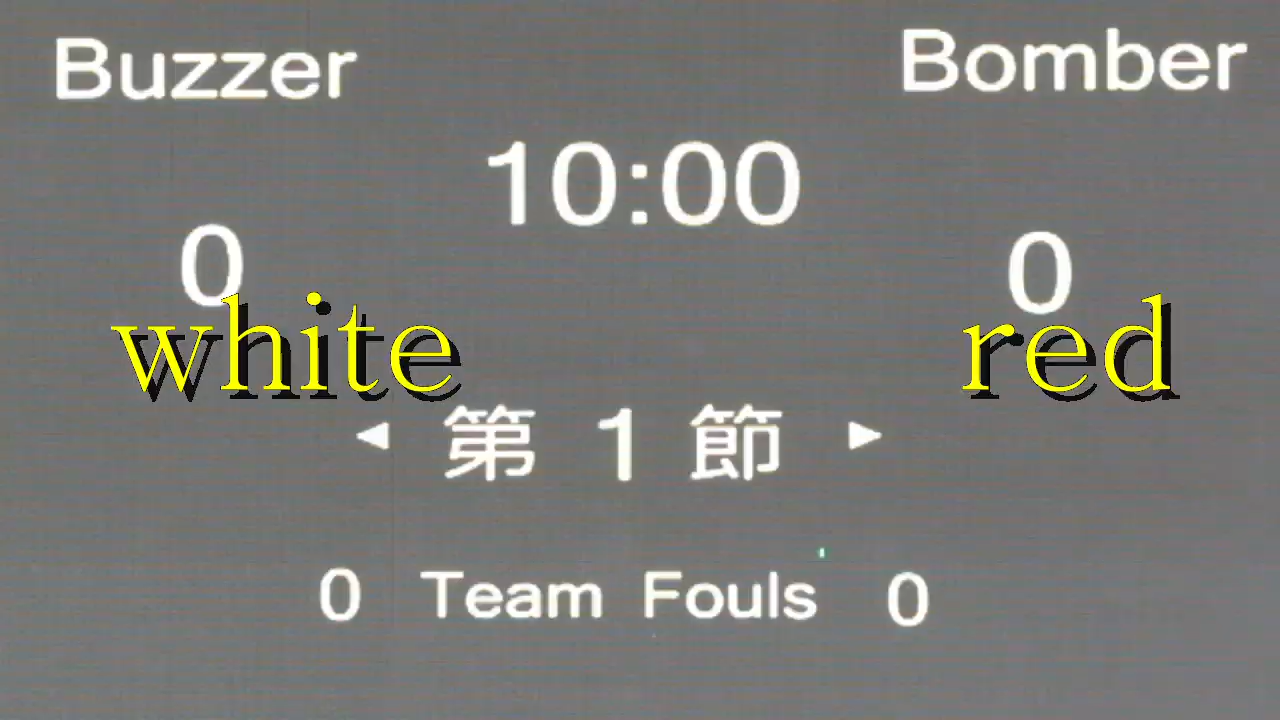 Buzzer Bomber
10:00
0 0
white red
◀ 第 1 節 ▶
0 Team Fouls 0